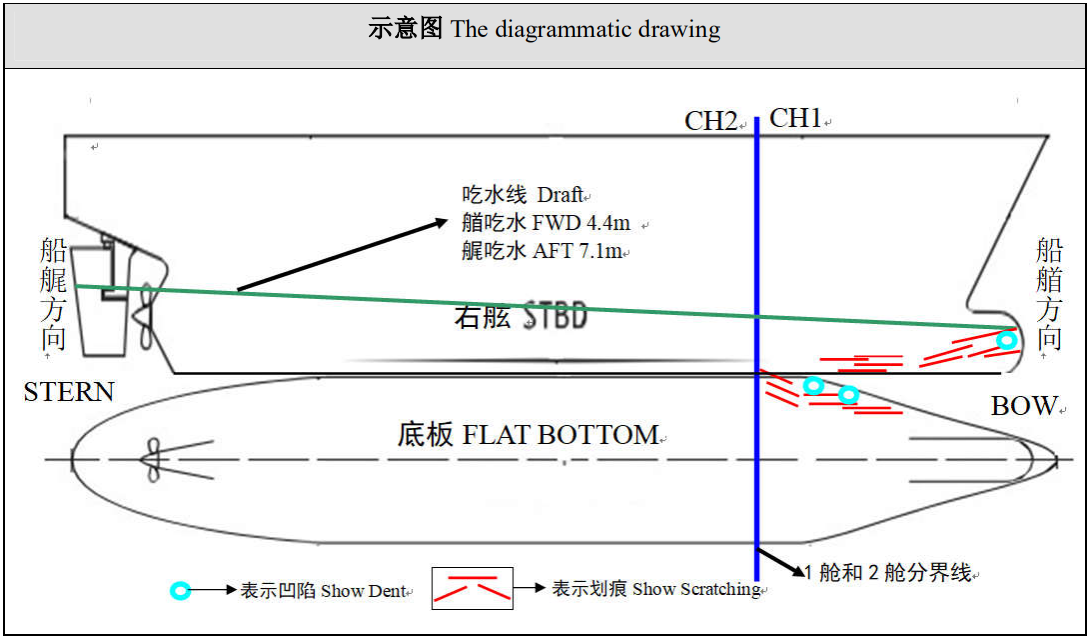 示意图 The diagrammatic drawing
CH2 CH1
吃水线 Draft
艏吃水 FWD 4.4m
艉吃水 AFT 7.1m
船艉方向
船艏方向
右舷 STBD
STERN
BOW
底板 FLAT BOTTOM
1 舱和 2 舱分界线
表示凹陷 Show Dent
表示划痕 Show Scratching